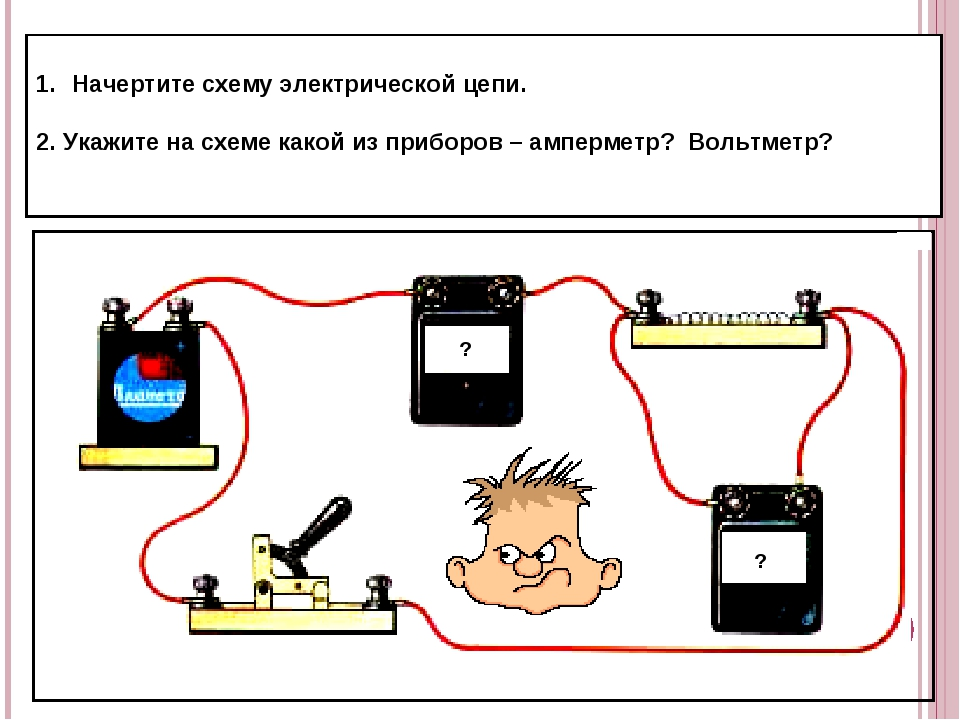 1. Начертите схему электрической цепи.
2. Укажите на схеме какой из приборов – амперметр? Вольтметр?
?
?